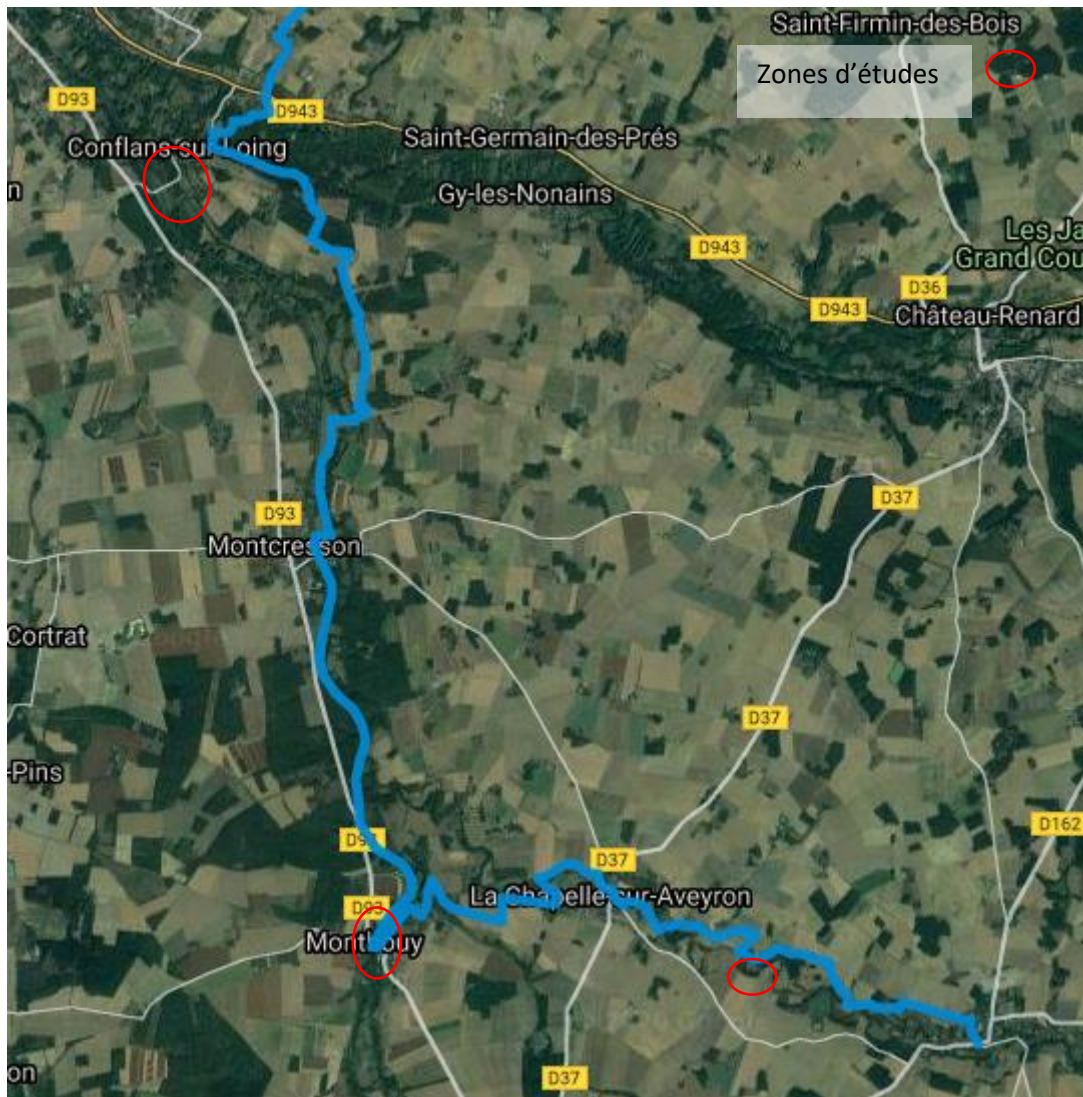 Saint-Firmin-des-Bois
Zones d'études
D93
D943
Conflans-sur-Loing
Saint-Germain-des-Prés
n
Gy-les-Nonains
D943
Les Ja
Grand Cou
D36
D943
Château-Renard
D37
D93
Montcresson
Cortrat
D37
-Pins
D162
D93
D37
La Chapelle-sur-Aveyron
D93
Montbouy
on
D37